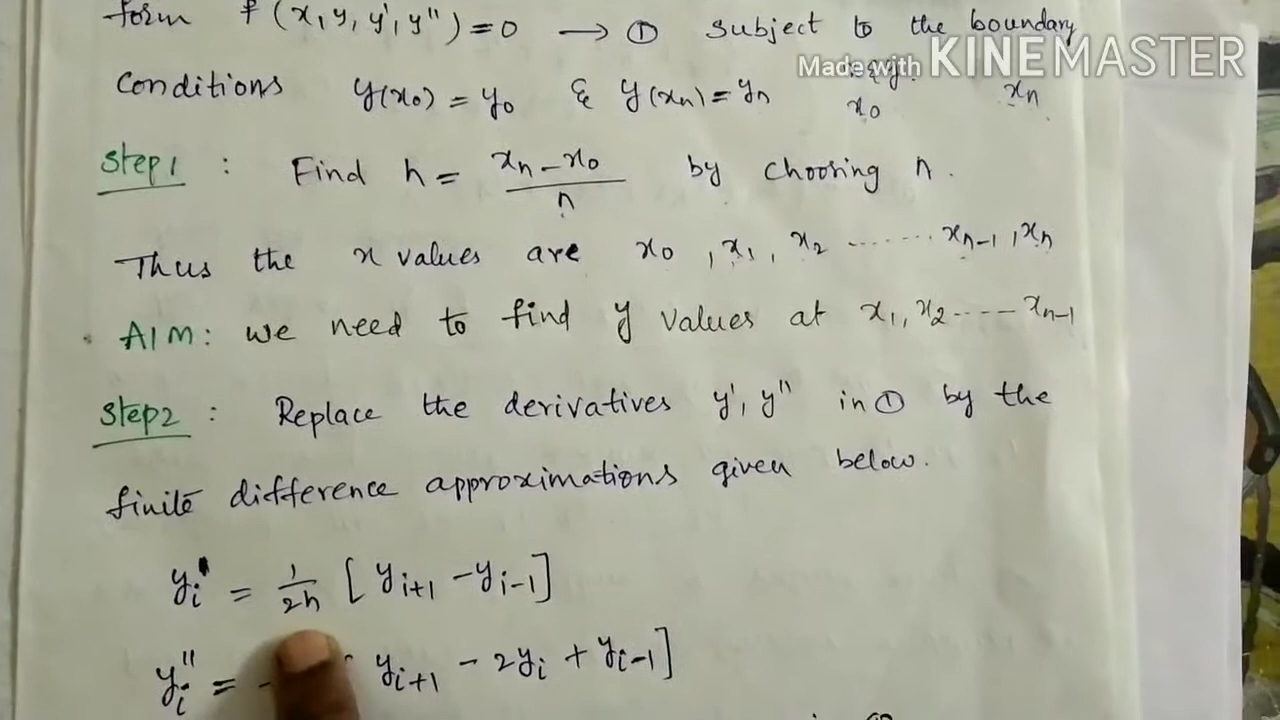 form F(x, y, y', y") = 0 → ① subject to the boundary
Made with KINEMASTER
Conditions y(x0) = y0 & y(xn) = yn x0 xn
Step1 : Find h = (xn - x0)/n by choosing n.
Thus the x values are x0, x1, x2 ....... xn-1, xn
AIM: we need to find y values at x1, x2 ---- xn-1
Step2 : Replace the derivatives y', y" in ① by the
finite difference approximations given below.
yi' = 1/2h [yi+1 - yi-1]
yi" = yi+1 - 2yi + yi-1]